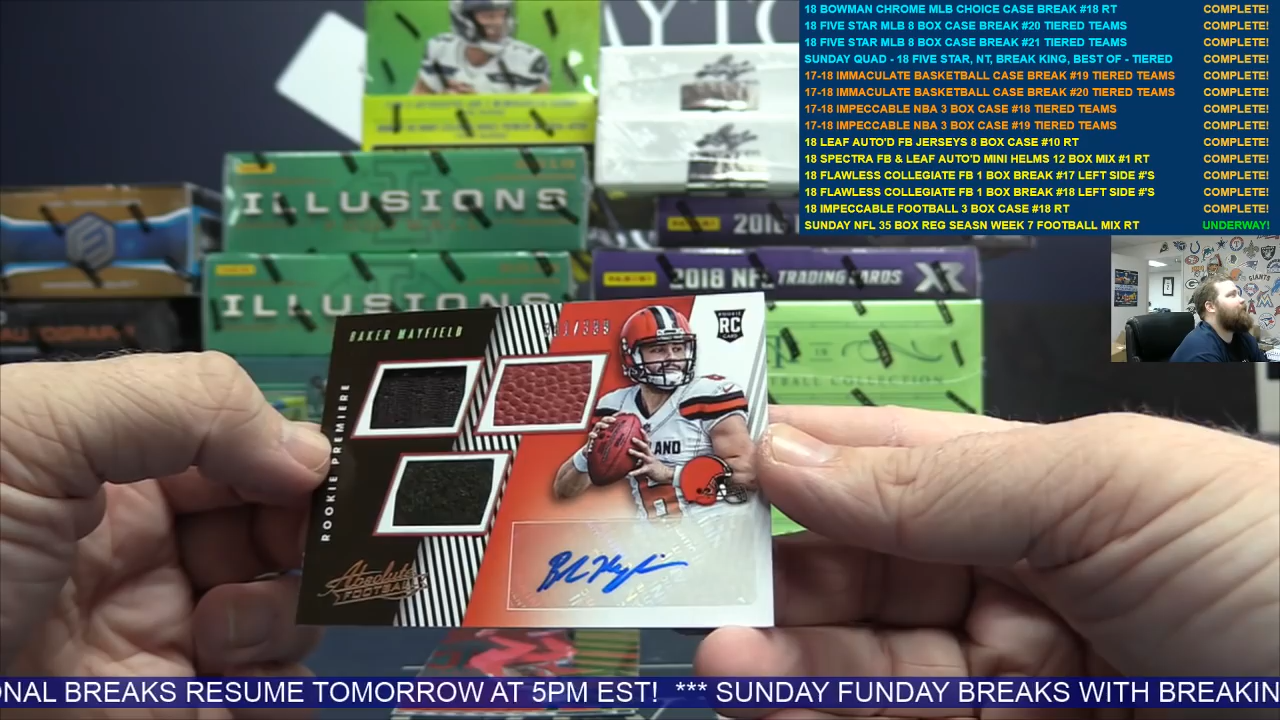 18 BOWMAN CHROME MLB CHOICE CASE BREAK #18 RT COMPLETE!
18 FIVE STAR MLB 8 BOX CASE BREAK #20 TIERED TEAMS COMPLETE!
18 FIVE STAR MLB 8 BOX CASE BREAK #21 TIERED TEAMS COMPLETE!
SUNDAY QUAD - 18 FIVE STAR, NT, BREAK KING, BEST OF - TIERED COMPLETE!
17-18 IMMACULATE BASKETBALL CASE BREAK #19 TIERED TEAMS COMPLETE!
17-18 IMMACULATE BASKETBALL CASE BREAK #20 TIERED TEAMS COMPLETE!
17-18 IMPECCABLE NBA 3 BOX CASE #18 TIERED TEAMS COMPLETE!
17-18 IMPECCABLE NBA 3 BOX CASE #19 TIERED TEAMS COMPLETE!
18 LEAF AUTO'D FB JERSEYS 8 BOX CASE #10 RT COMPLETE!
18 SPECTRA FB & LEAF AUTO'D MINI HELMS 12 BOX MIX #1 RT COMPLETE!
18 FLAWLESS COLLEGIATE FB 1 BOX BREAK #17 LEFT SIDE #'S COMPLETE!
18 FLAWLESS COLLEGIATE FB 1 BOX BREAK #18 LEFT SIDE #'S COMPLETE!
18 IMPECCABLE FOOTBALL 3 BOX CASE #18 RT COMPLETE!
SUNDAY NFL 35 BOX REG SEASN WEEK 7 FOOTBALL MIX RT UNDERWAY!
ILLUSIONS
ILLUSIONS
PANINI 2018 NFL TRADING CARDS XR
BAKER MAYFIELD
ROOKIE PREMIERE
RC
LAND
Absolute
FOOTBALL
ONAL BREAKS RESUME TOMORROW AT 5PM EST! *** SUNDAY FUNDAY BREAKS WITH BREAKIN